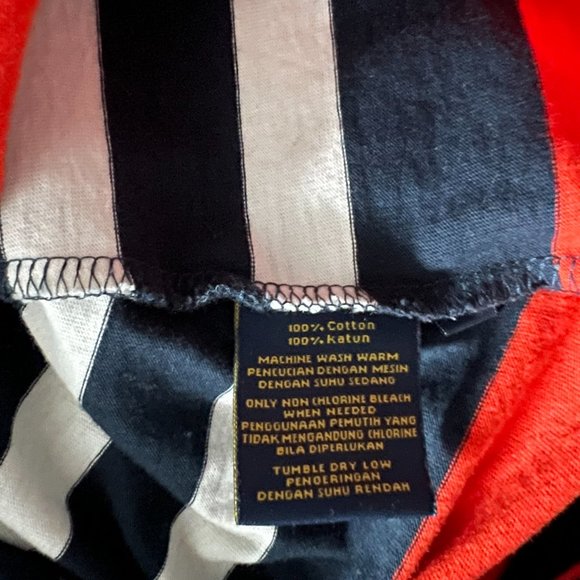 100% Cotton
100% Katun
MACHINE WASH WARM
PENCUCIAN DENGAN MESIN
DENGAN SUHU SEDANG
ONLY NON CHLORINE BLEACH
WHEN NEEDED
PENGGUNAAN PEMUTIH YANG
TIDAK MENGANDUNG CHLORINE
BILA DIPERLUKAN
TUMBLE DRY LOW
PENGERINGAN
DENGAN SUHU RENDAH